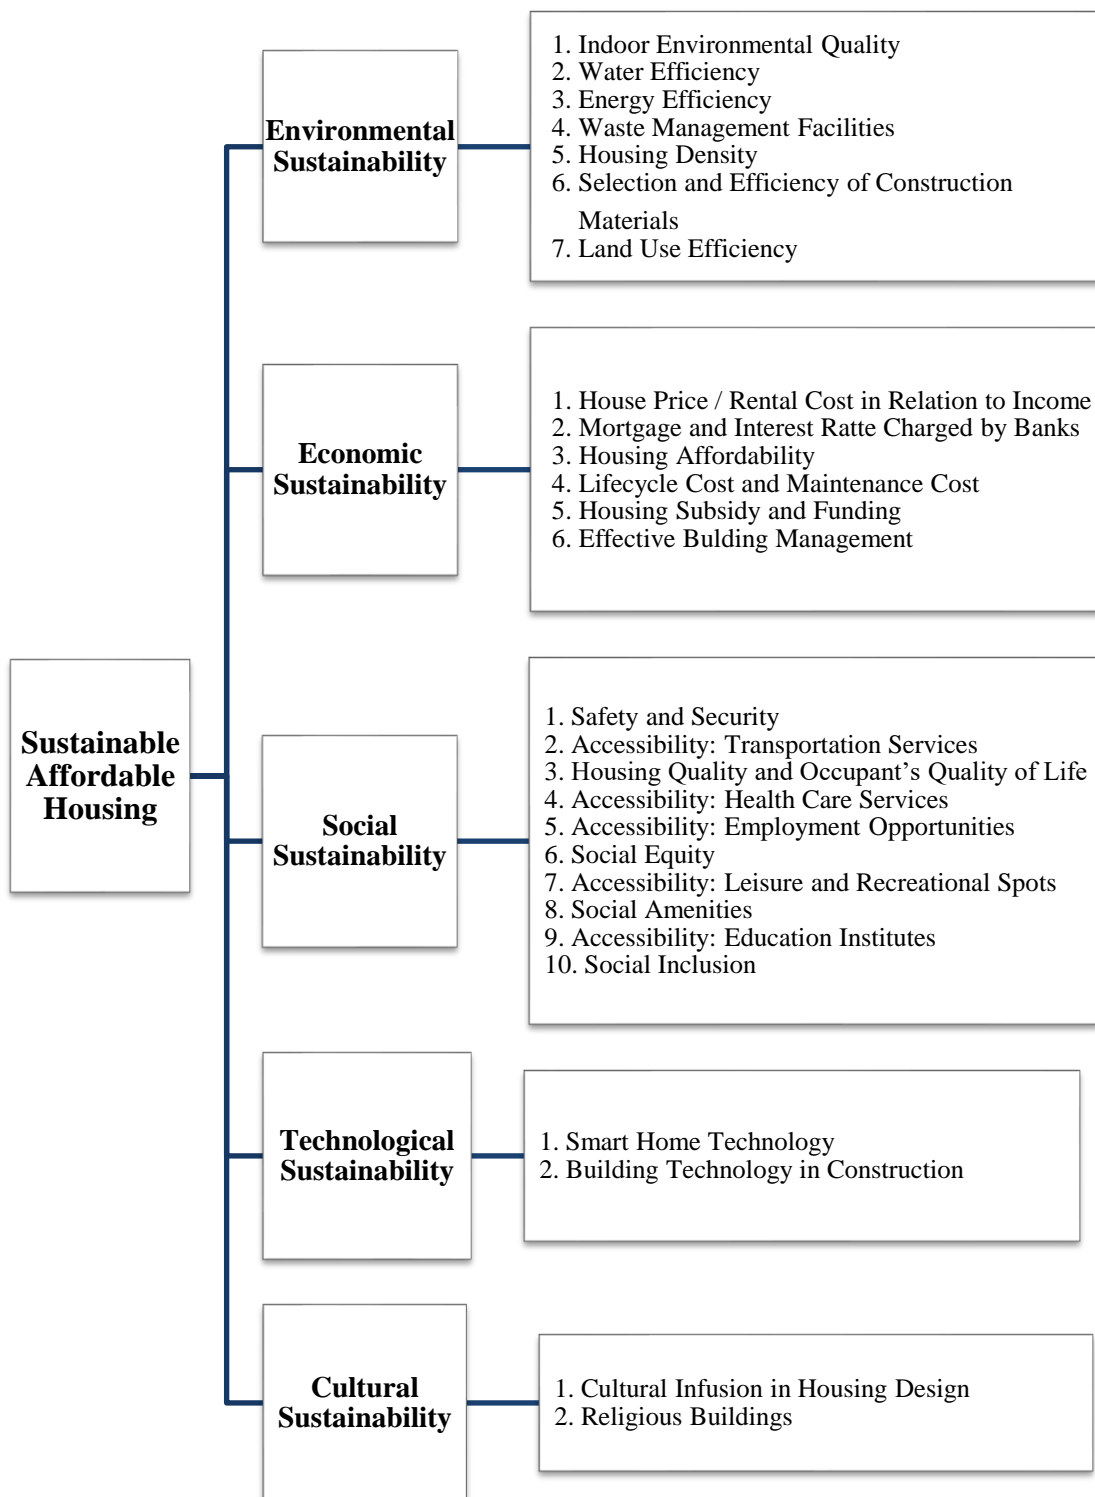 Sustainable
Affordable
Housing
Environmental
Sustainability
1. Indoor Environmental Quality
2. Water Efficiency
3. Energy Efficiency
4. Waste Management Facilities
5. Housing Density
6. Selection and Efficiency of Construction
Materials
7. Land Use Efficiency
Economic
Sustainability
1. House Price / Rental Cost in Relation to Income
2. Mortgage and Interest Ratte Charged by Banks
3. Housing Affordability
4. Lifecycle Cost and Maintenance Cost
5. Housing Subsidy and Funding
6. Effective Bulding Management
Social
Sustainability
1. Safety and Security
2. Accessibility: Transportation Services
3. Housing Quality and Occupant’s Quality of Life
4. Accessibility: Health Care Services
5. Accessibility: Employment Opportunities
6. Social Equity
7. Accessibility: Leisure and Recreational Spots
8. Social Amenities
9. Accessibility: Education Institutes
10. Social Inclusion
Technological
Sustainability
1. Smart Home Technology
2. Building Technology in Construction
Cultural
Sustainability
1. Cultural Infusion in Housing Design
2. Religious Buildings